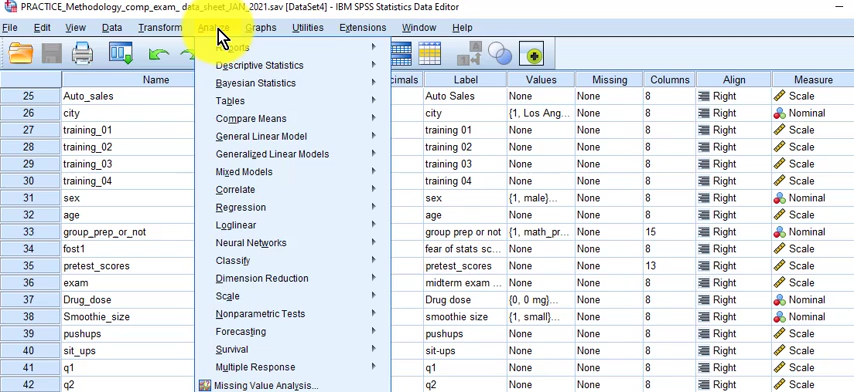 PRACTICE_Methodology_comp_exam_ data_sheet_JAN_2021.sav [DataSet4] - IBM SPSS Statistics Data Editor
File Edit View Data Transform Analyze Graphs Utilities Extensions Window Help
Name cimals Label Values Missing Columns Align Measure
Reports
Descriptive Statistics
Bayesian Statistics
Tables
Compare Means
General Linear Model
Generalized Linear Models
Mixed Models
Correlate
Regression
Loglinear
Neural Networks
Classify
Dimension Reduction
Scale
Nonparametric Tests
Forecasting
Survival
Multiple Response
Missing Value Analysis...
25 Auto_sales Auto Sales None None 8 Right Scale
26 city {1, Los Ang... None 8 Right Nominal
27 training_01 training 01 None None 8 Right Scale
28 training_02 training 02 None None 8 Right Scale
29 training_03 training 03 None None 8 Right Scale
30 training_04 training 04 None None 8 Right Scale
31 sex {1, male}... None 8 Right Nominal
32 age None None 8 Right Scale
33 group_prep_or_not group prep or not {1, math_pr... None 15 Right Nominal
34 fost1 fear of stats sc... None None 8 Right Scale
35 pretest_scores None None 13 Right Scale
36 exam midterm exam ... None None 8 Right Scale
37 Drug_dose Drug dose {0, 0 mg}... None 8 Right Nominal
38 Smoothie_size smoothie size {1, small}... None 8 Right Nominal
39 pushups pushups None None 8 Right Scale
40 sit_ups sit-ups None None 8 Right Scale
41 q1 q1 None None 8 Right Scale
42 q2 q2 None None 8 Right Scale